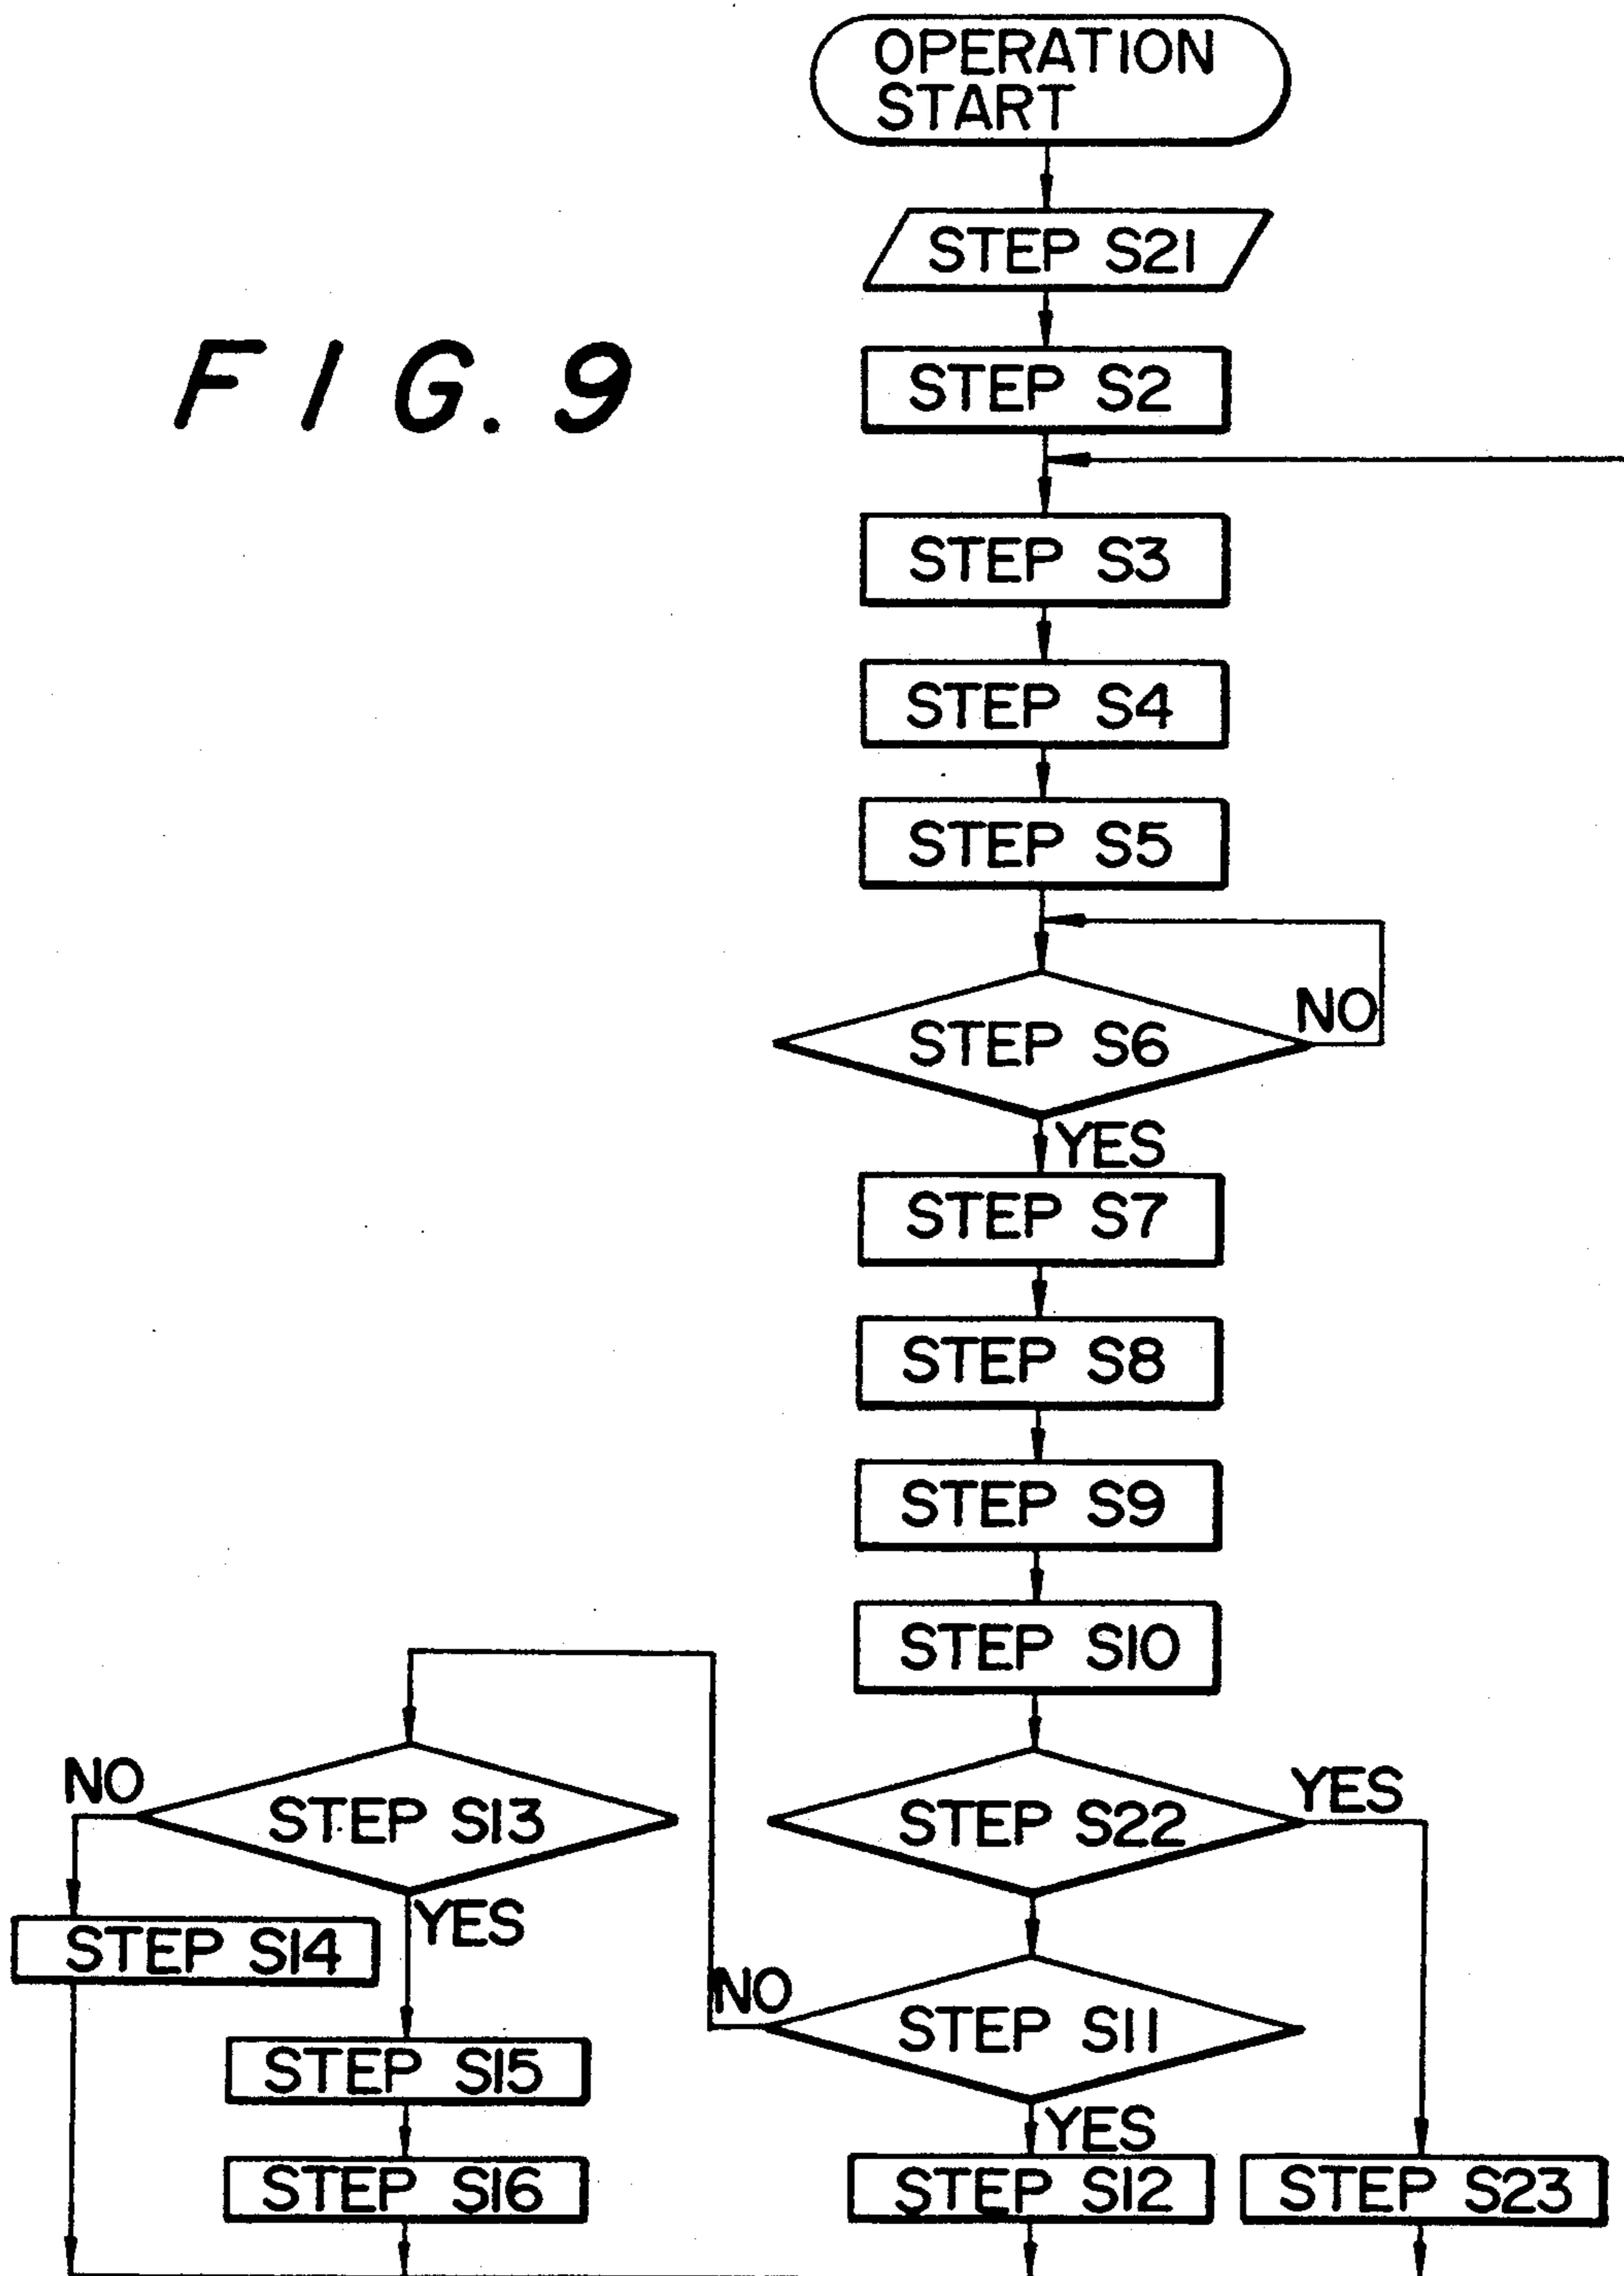 OPERATION
START
STEP S21
FIG. 9
STEP S2
STEP S3
STEP S4
STEP S5
NO
STEP S6
YES
STEP S7
STEP S8
STEP S9
STEP S10
NO
STEP S13
STEP S22
YES
YES
STEP S14
NO
STEP S11
STEP S15
YES
STEP S16
STEP S12
STEP S23